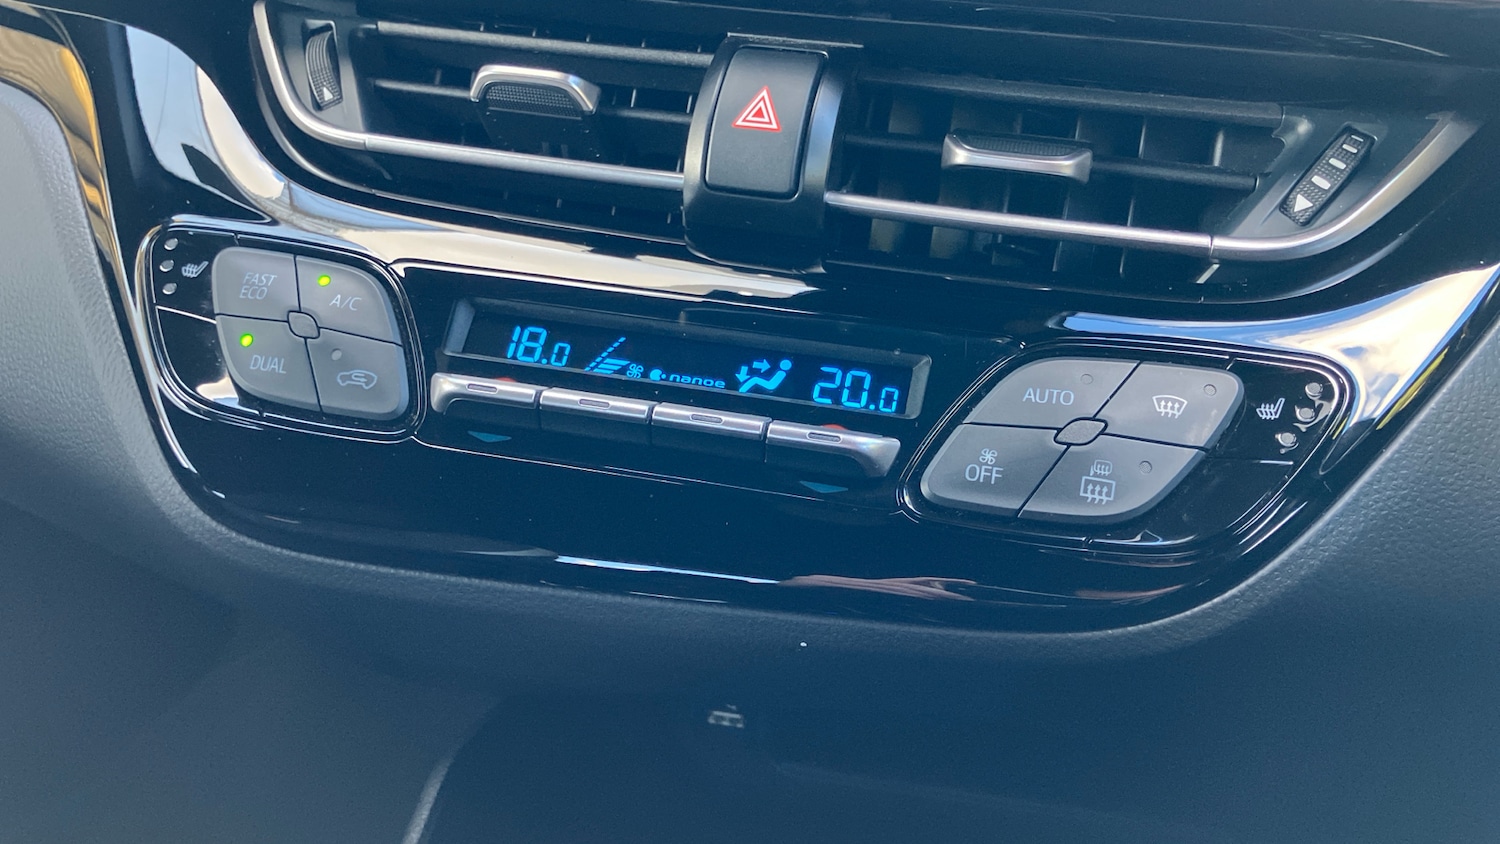 FAST
ECO
A/C
DUAL
18.0
nanoe
20.0
AUTO
OFF